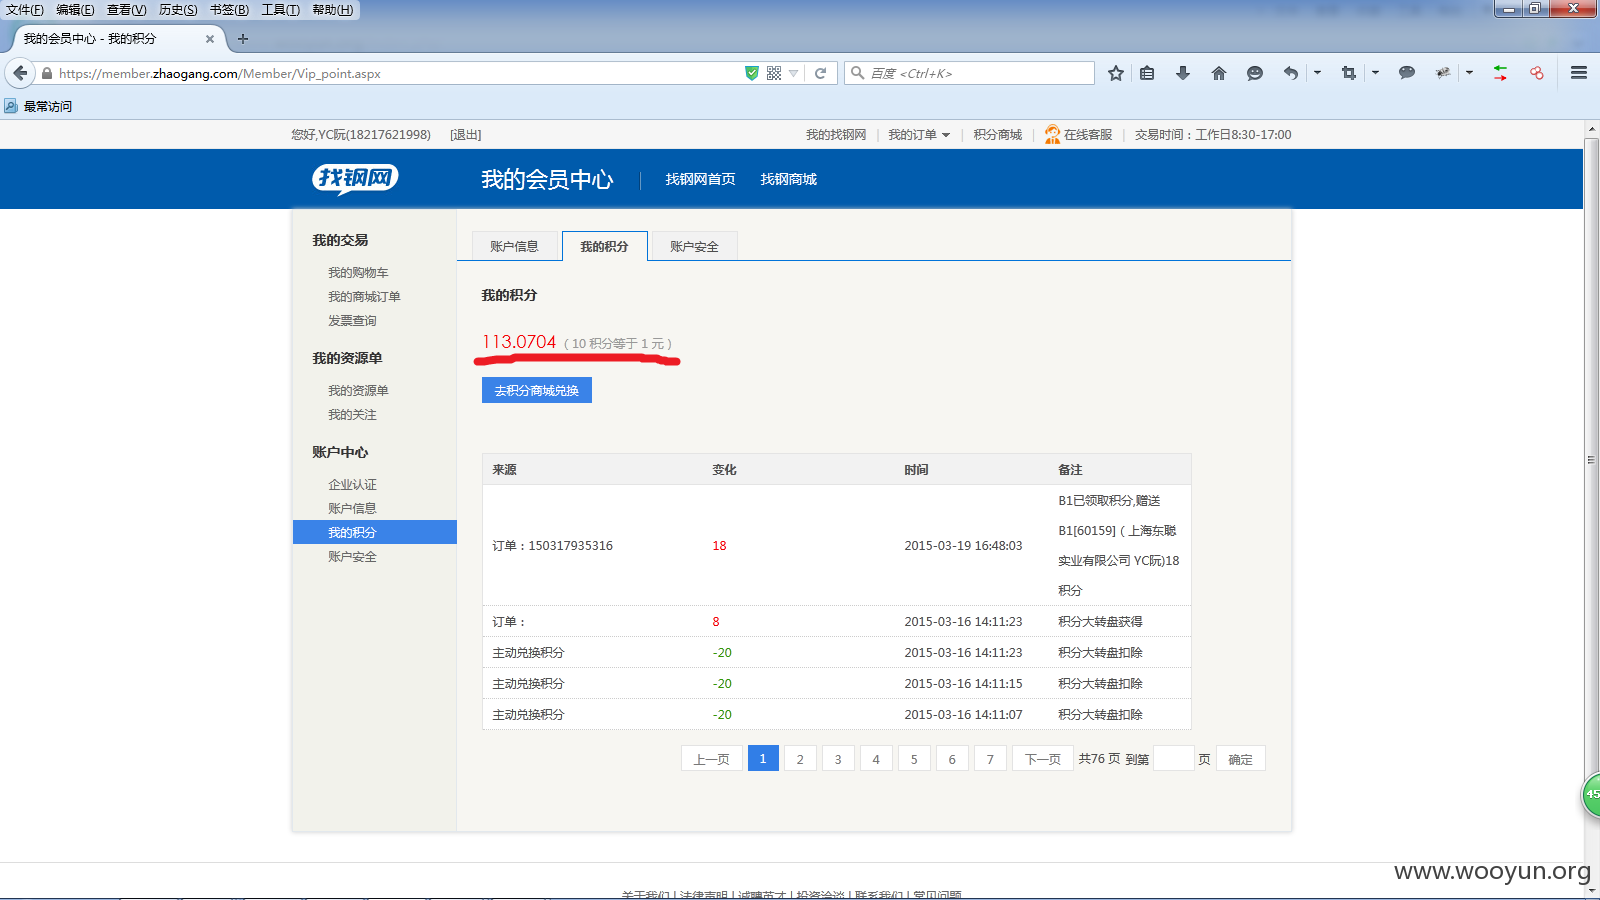 文件(F) 编辑(E) 查看(V) 历史(S) 书签(B) 工具(T) 帮助(H)
我的会员中心 - 我的积分
https://member.zhaogang.com/Member/Vip_point.aspx
百度 <Ctrl+K>
最常访问
您好,YC阮(18217621998) [退出]
我的找钢网 | 我的订单 | 积分商城 | 在线客服 | 交易时间：工作日8:30-17:00
找钢网
我的会员中心 | 找钢网首页 找钢商城
我的交易
我的购物车
我的商城订单
发票查询
我的资源单
我的资源单
我的关注
账户中心
企业认证
账户信息
我的积分
账户安全
账户信息 我的积分 账户安全
我的积分
113.0704 ( 10 积分等于 1 元 )
去积分商城兑换
来源 变化 时间 备注
订单：150317935316 18 2015-03-19 16:48:03 B1已领取积分,赠送
B1[60159] ( 上海东聪
实业有限公司 YC阮)18
积分
订单： 8 2015-03-16 14:11:23 积分大转盘获得
主动兑换积分 -20 2015-03-16 14:11:23 积分大转盘扣除
主动兑换积分 -20 2015-03-16 14:11:15 积分大转盘扣除
主动兑换积分 -20 2015-03-16 14:11:07 积分大转盘扣除
上一页 1 2 3 4 5 6 7 下一页 共76 页 到第 页 确定
45
www.wooyun.org
关于我们 | 法律声明 | 诚聘英才 | 投资洽谈 | 联系我们 | 常见问题